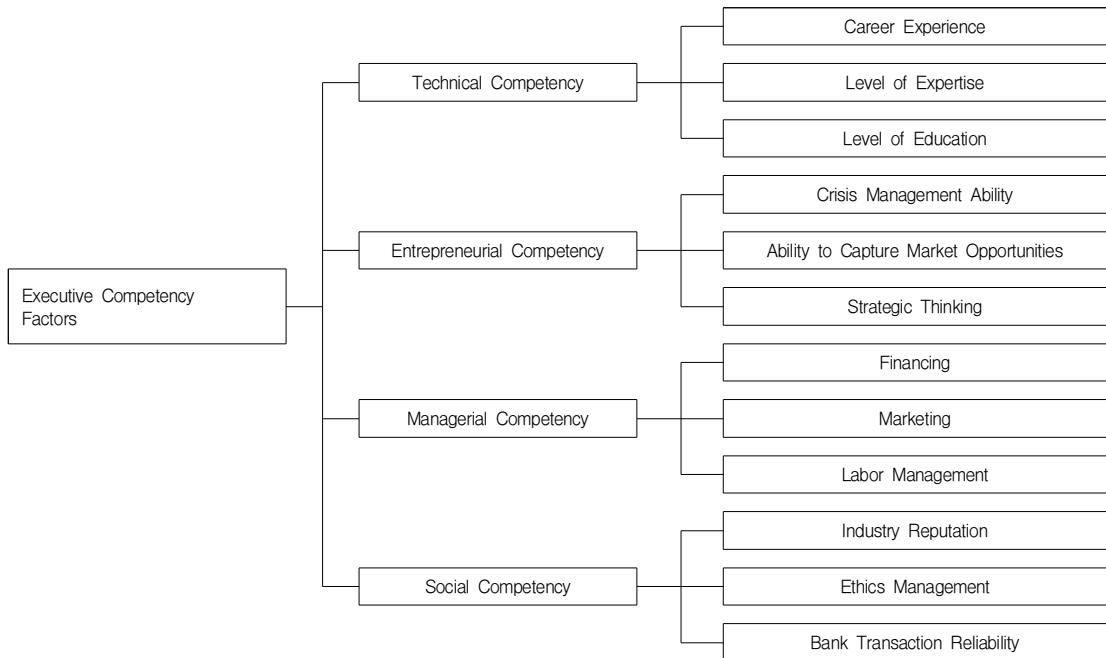 Executive Competency
Factors
Technical Competency
Career Experience
Level of Expertise
Level of Education
Entrepreneurial Competency
Crisis Management Ability
Ability to Capture Market Opportunities
Strategic Thinking
Managerial Competency
Financing
Marketing
Labor Management
Social Competency
Industry Reputation
Ethics Management
Bank Transaction Reliability